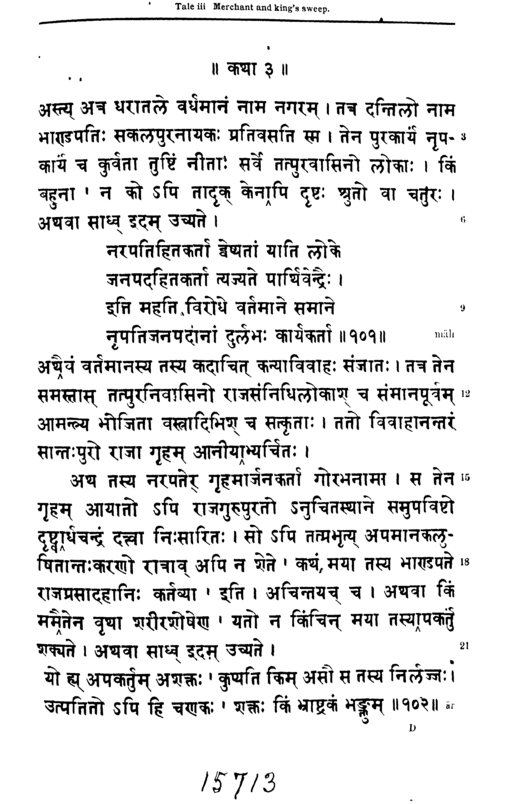 Tale iii Merchant and king's sweep.
॥ कथा ३ ॥
अस्त्य् अत्र धरातले वर्धमानं नाम नगरम् । तत्र दन्तिलो नाम
भाण्डपतिः सकलपुरनायकः प्रतिवसति स्म । तेन पुरकार्यं नृप- 3
कार्यं च कुर्वता तुष्टिं नीताः सर्वे तत्पुरवासिनो लोकाः । किं
बहुना ' न को ऽपि तादृक् केनापि दृष्टः श्रुतो वा चतुरः ।
अथवा साध्व् इदम् उच्यते । 6
नरपतिहितकर्ता द्वेष्यतां याति लोके
जनपदहितकर्ता त्यज्यते पार्थिवेन्द्रैः ।
इति महति विरोधे वर्तमाने समाने 9
नृपतिजनपदानां दुर्लभः कार्यकर्ता ॥१०१॥ māli
अथैवं वर्तमानस्य तस्य कदाचित् कन्याविवाहः संजातः । तत्र तेन
समस्तास् तत्पुरनिवासिनो राजसंनिधिलोकाश् च संमानपूर्वम् 12
आमन्त्र्य भोजिता वस्त्रादिभिश् च सत्कृताः । ततो विवाहानन्तरं
सान्तःपुरो राजा गृहम् आनीयाभ्यर्चितः ।
अथ तस्य नरपतेर् गृहमार्जनकर्ता गोरभनामा । स तेन 15
गृहम् आयातो ऽपि राजगुरुपुरतो ऽनुचितस्थाने समुपविष्टो
दृष्ट्वार्धचन्द्रं दत्त्वा निःसारितः । सो ऽपि तत्प्रभृत्य् अपमानकलु-
षितान्तःकरणो रात्राव् अपि न शेते ' कथं मया तस्य भाण्डपते 18
राजप्रसादहानिः कर्तव्या ' इति । अचिन्तयच् च । अथवा किं
ममैतेन वृथा शरीरशोषेण ' यतो न किंचिन् मया तस्यापकर्तुं
शक्यते । अथवा साध्व् इदम् उच्यते । 21
यो ह्य् अपकर्तुम् अशक्तः ' कुप्यति किम् असौ स तस्य निर्लज्जः ।
उत्पतितो ऽपि हि चणकः ' शक्तः किं भ्राष्ट्रकं भङ्क्तुम् ॥१०२॥ ār
D
15713